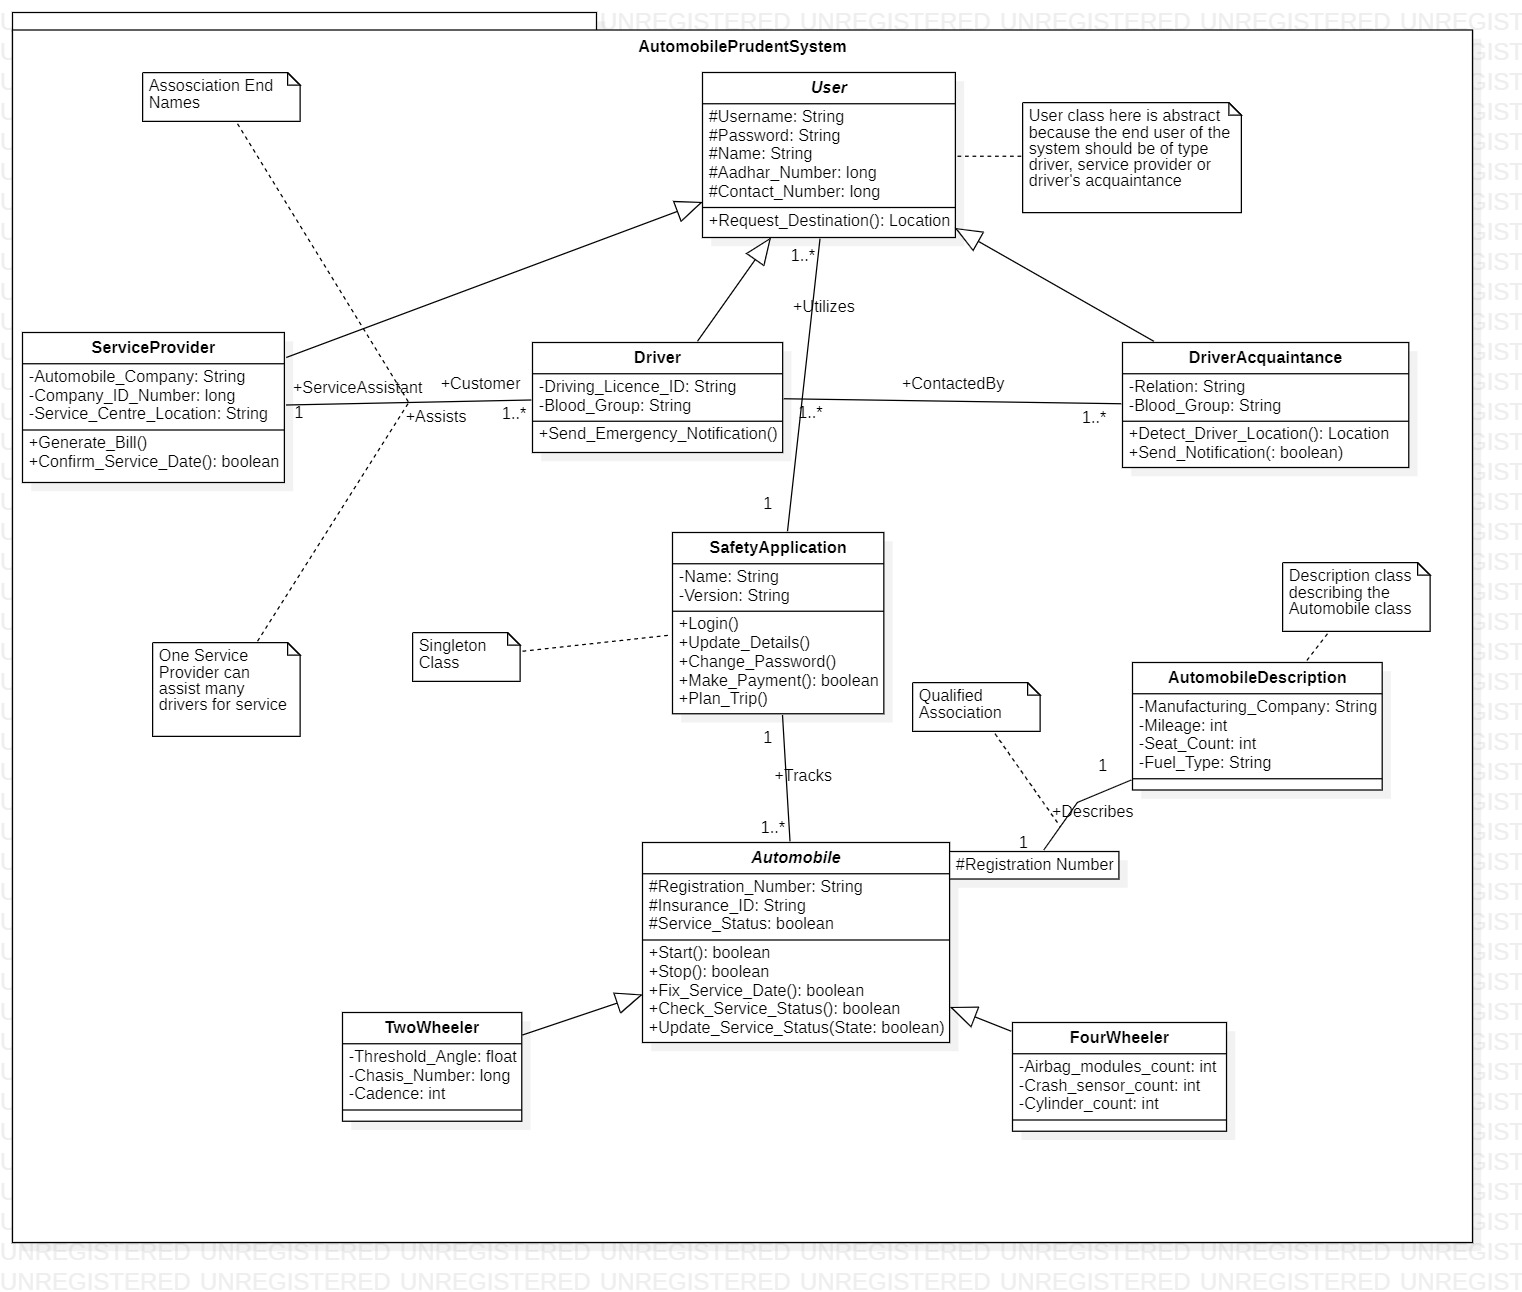 UNREGISTERED UNREGISTERED UNREGISTERED UNREGISTERED UNREGISTERED
AutomobilePrudentSystem
Assosciation End
Names
User
#Username: String
#Password: String
#Name: String
#Aadhar_Number: long
#Contact_Number: long
+Request_Destination(): Location
User class here is abstract
because the end user of the
system should be of type
driver, service provider or
driver's acquaintance
1..*
+Utilizes
1
ServiceProvider
-Automobile_Company: String
-Company_ID_Number: long
-Service_Centre_Location: String
+Generate_Bill()
+Confirm_Service_Date(): boolean
+ServiceAssistant
1
+Assists
+Customer
1..*
Driver
-Driving_Licence_ID: String
-Blood_Group: String
+Send_Emergency_Notification()
1..*
+ContactedBy
1..*
DriverAcquaintance
-Relation: String
-Blood_Group: String
+Detect_Driver_Location(): Location
+Send_Notification(: boolean)
One Service
Provider can
assist many
drivers for service
Singleton
Class
SafetyApplication
-Name: String
-Version: String
+Login()
+Update_Details()
+Change_Password()
+Make_Payment(): boolean
+Plan_Trip()
Description class
describing the
Automobile class
AutomobileDescription
-Manufacturing_Company: String
-Mileage: int
-Seat_Count: int
-Fuel_Type: String
Qualified
Association
1
+Describes
1
#Registration Number
1
+Tracks
1..*
Automobile
#Registration_Number: String
#Insurance_ID: String
#Service_Status: boolean
+Start(): boolean
+Stop(): boolean
+Fix_Service_Date(): boolean
+Check_Service_Status(): boolean
+Update_Service_Status(State: boolean)
TwoWheeler
-Threshold_Angle: float
-Chasis_Number: long
-Cadence: int
FourWheeler
-Airbag_modules_count: int
-Crash_sensor_count: int
-Cylinder_count: int
UNREGISTERED UNREGISTERED UNREGISTERED UNREGISTERED UNREGISTERED UNREGISTERED UNREGISTERED UNREGIST
UNREGISTERED UNREGISTERED UNREGISTERED UNREGISTERED UNREGISTERED UNREGISTERED UNREGISTERED UNREGIST